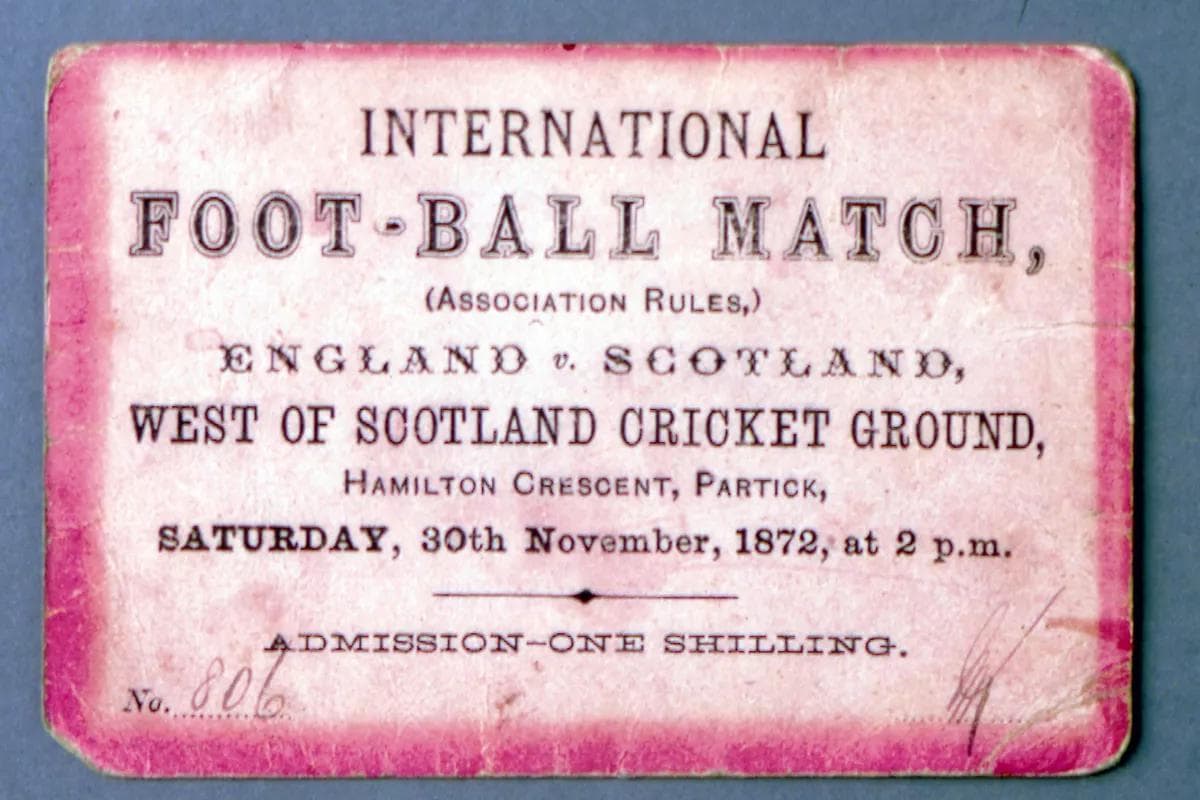 INTERNATIONAL
FOOT-BALL MATCH,
(ASSOCIATION RULES,)
ENGLAND v. SCOTLAND,
WEST OF SCOTLAND CRICKET GROUND,
HAMILTON CRESCENT, PARTICK,
SATURDAY, 30th November, 1872, at 2 p.m.
ADMISSION-ONE SHILLING.
No. 806